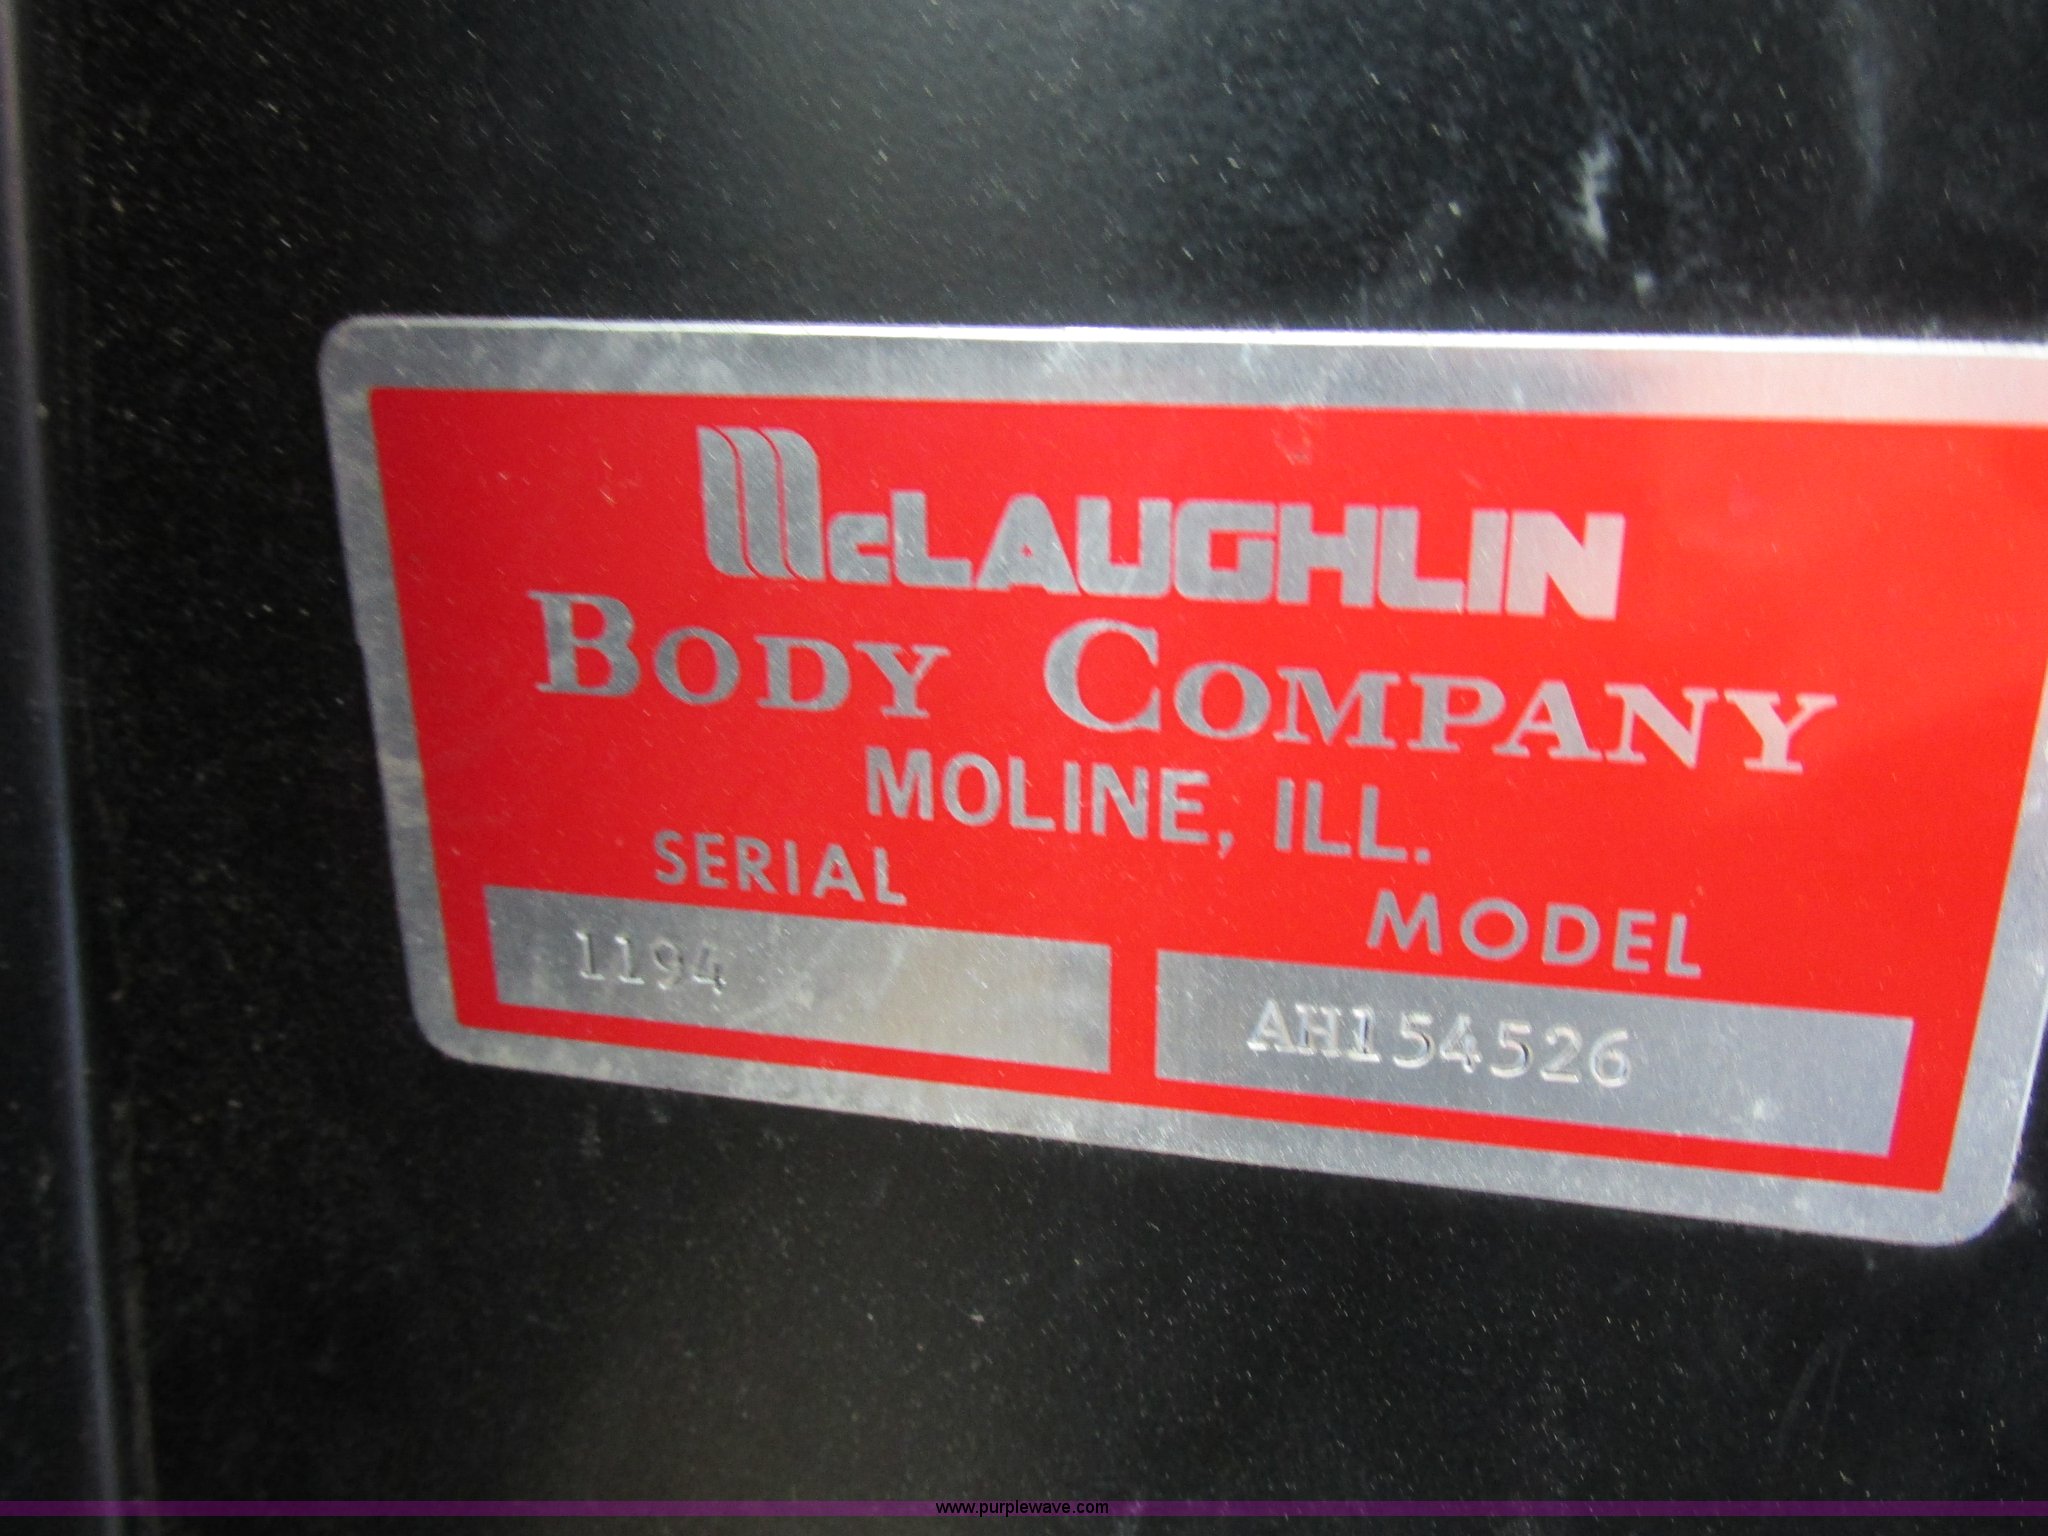 McLAUGHLIN
BODY COMPANY
MOLINE, ILL.
SERIAL MODEL
1194 AH154526
www.purplewave.com